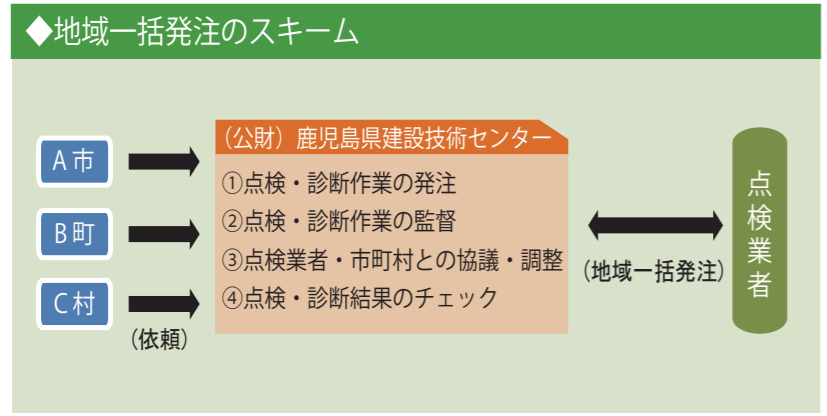 ◆地域一括発注のスキーム
A市
B町
C村
(依頼)
(公財)鹿児島県建設技術センター
①点検・診断作業の発注
②点検・診断作業の監督
③点検業者・市町村との協議・調整
④点検・診断結果のチェック
(地域一括発注)
点検業者